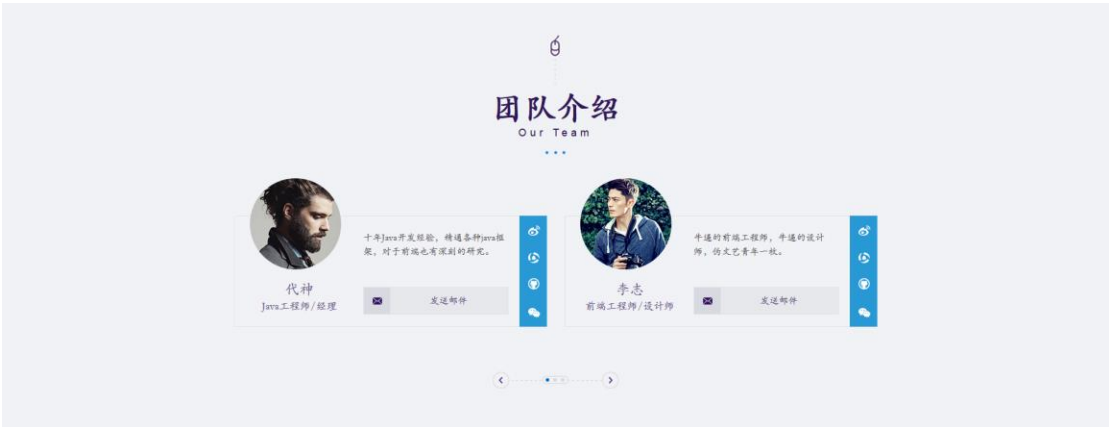 团队介绍
Our Team
十年Java开发经验，精通各种java框
架，对于前端也有深刻的研究。
代神
Java工程师/经理
发送邮件
牛逼的前端工程师，牛逼的设计
师，伪文艺青年一枚。
李志
前端工程师/设计师
发送邮件